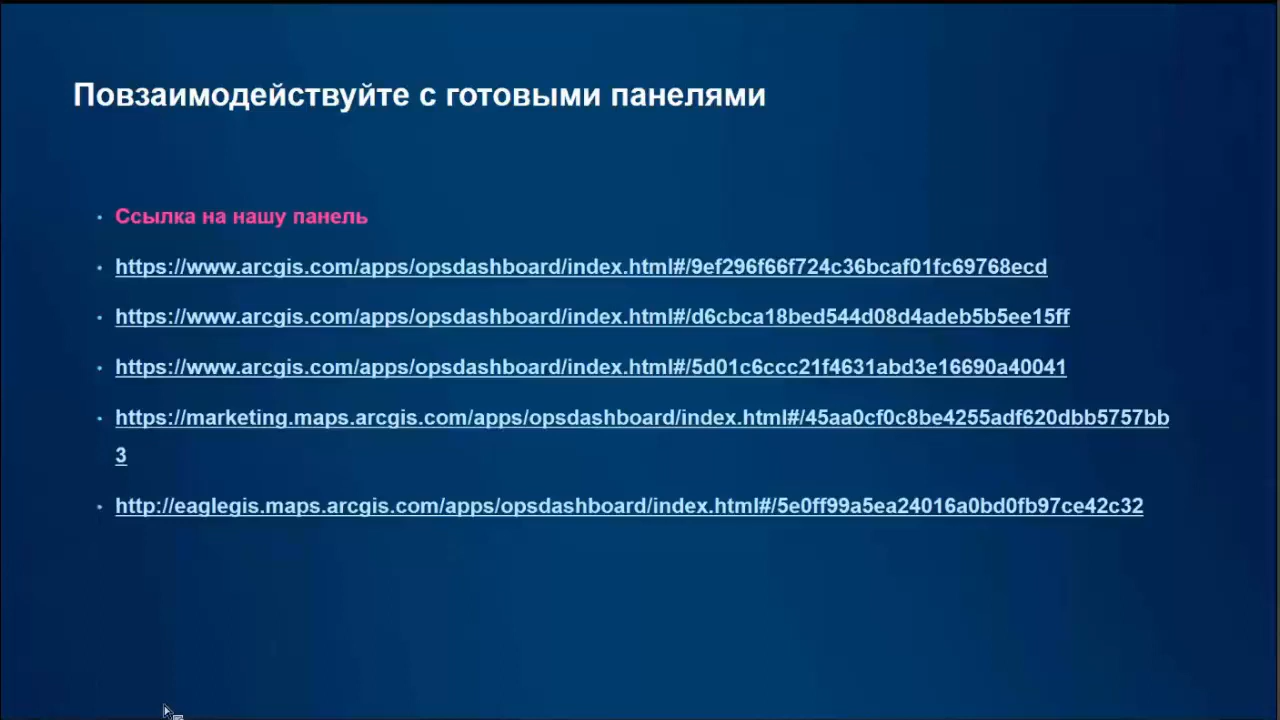 Повзаимодействуйте с готовыми панелями
Ссылка на нашу панель
https://www.arcgis.com/apps/opsdashboard/index.html#/9ef296f66f724c36bcaf01fc69768ecd
https://www.arcgis.com/apps/opsdashboard/index.html#/d6cbca18bed544d08d4adeb5b5ee15ff
https://www.arcgis.com/apps/opsdashboard/index.html#/5d01c6ccc21f4631abd3e16690a40041
https://marketing.maps.arcgis.com/apps/opsdashboard/index.html#/45aa0cf0c8be4255adf620dbb5757bb
3
http://eaglegis.maps.arcgis.com/apps/opsdashboard/index.html#/5e0ff99a5ea24016a0bd0fb97ce42c32